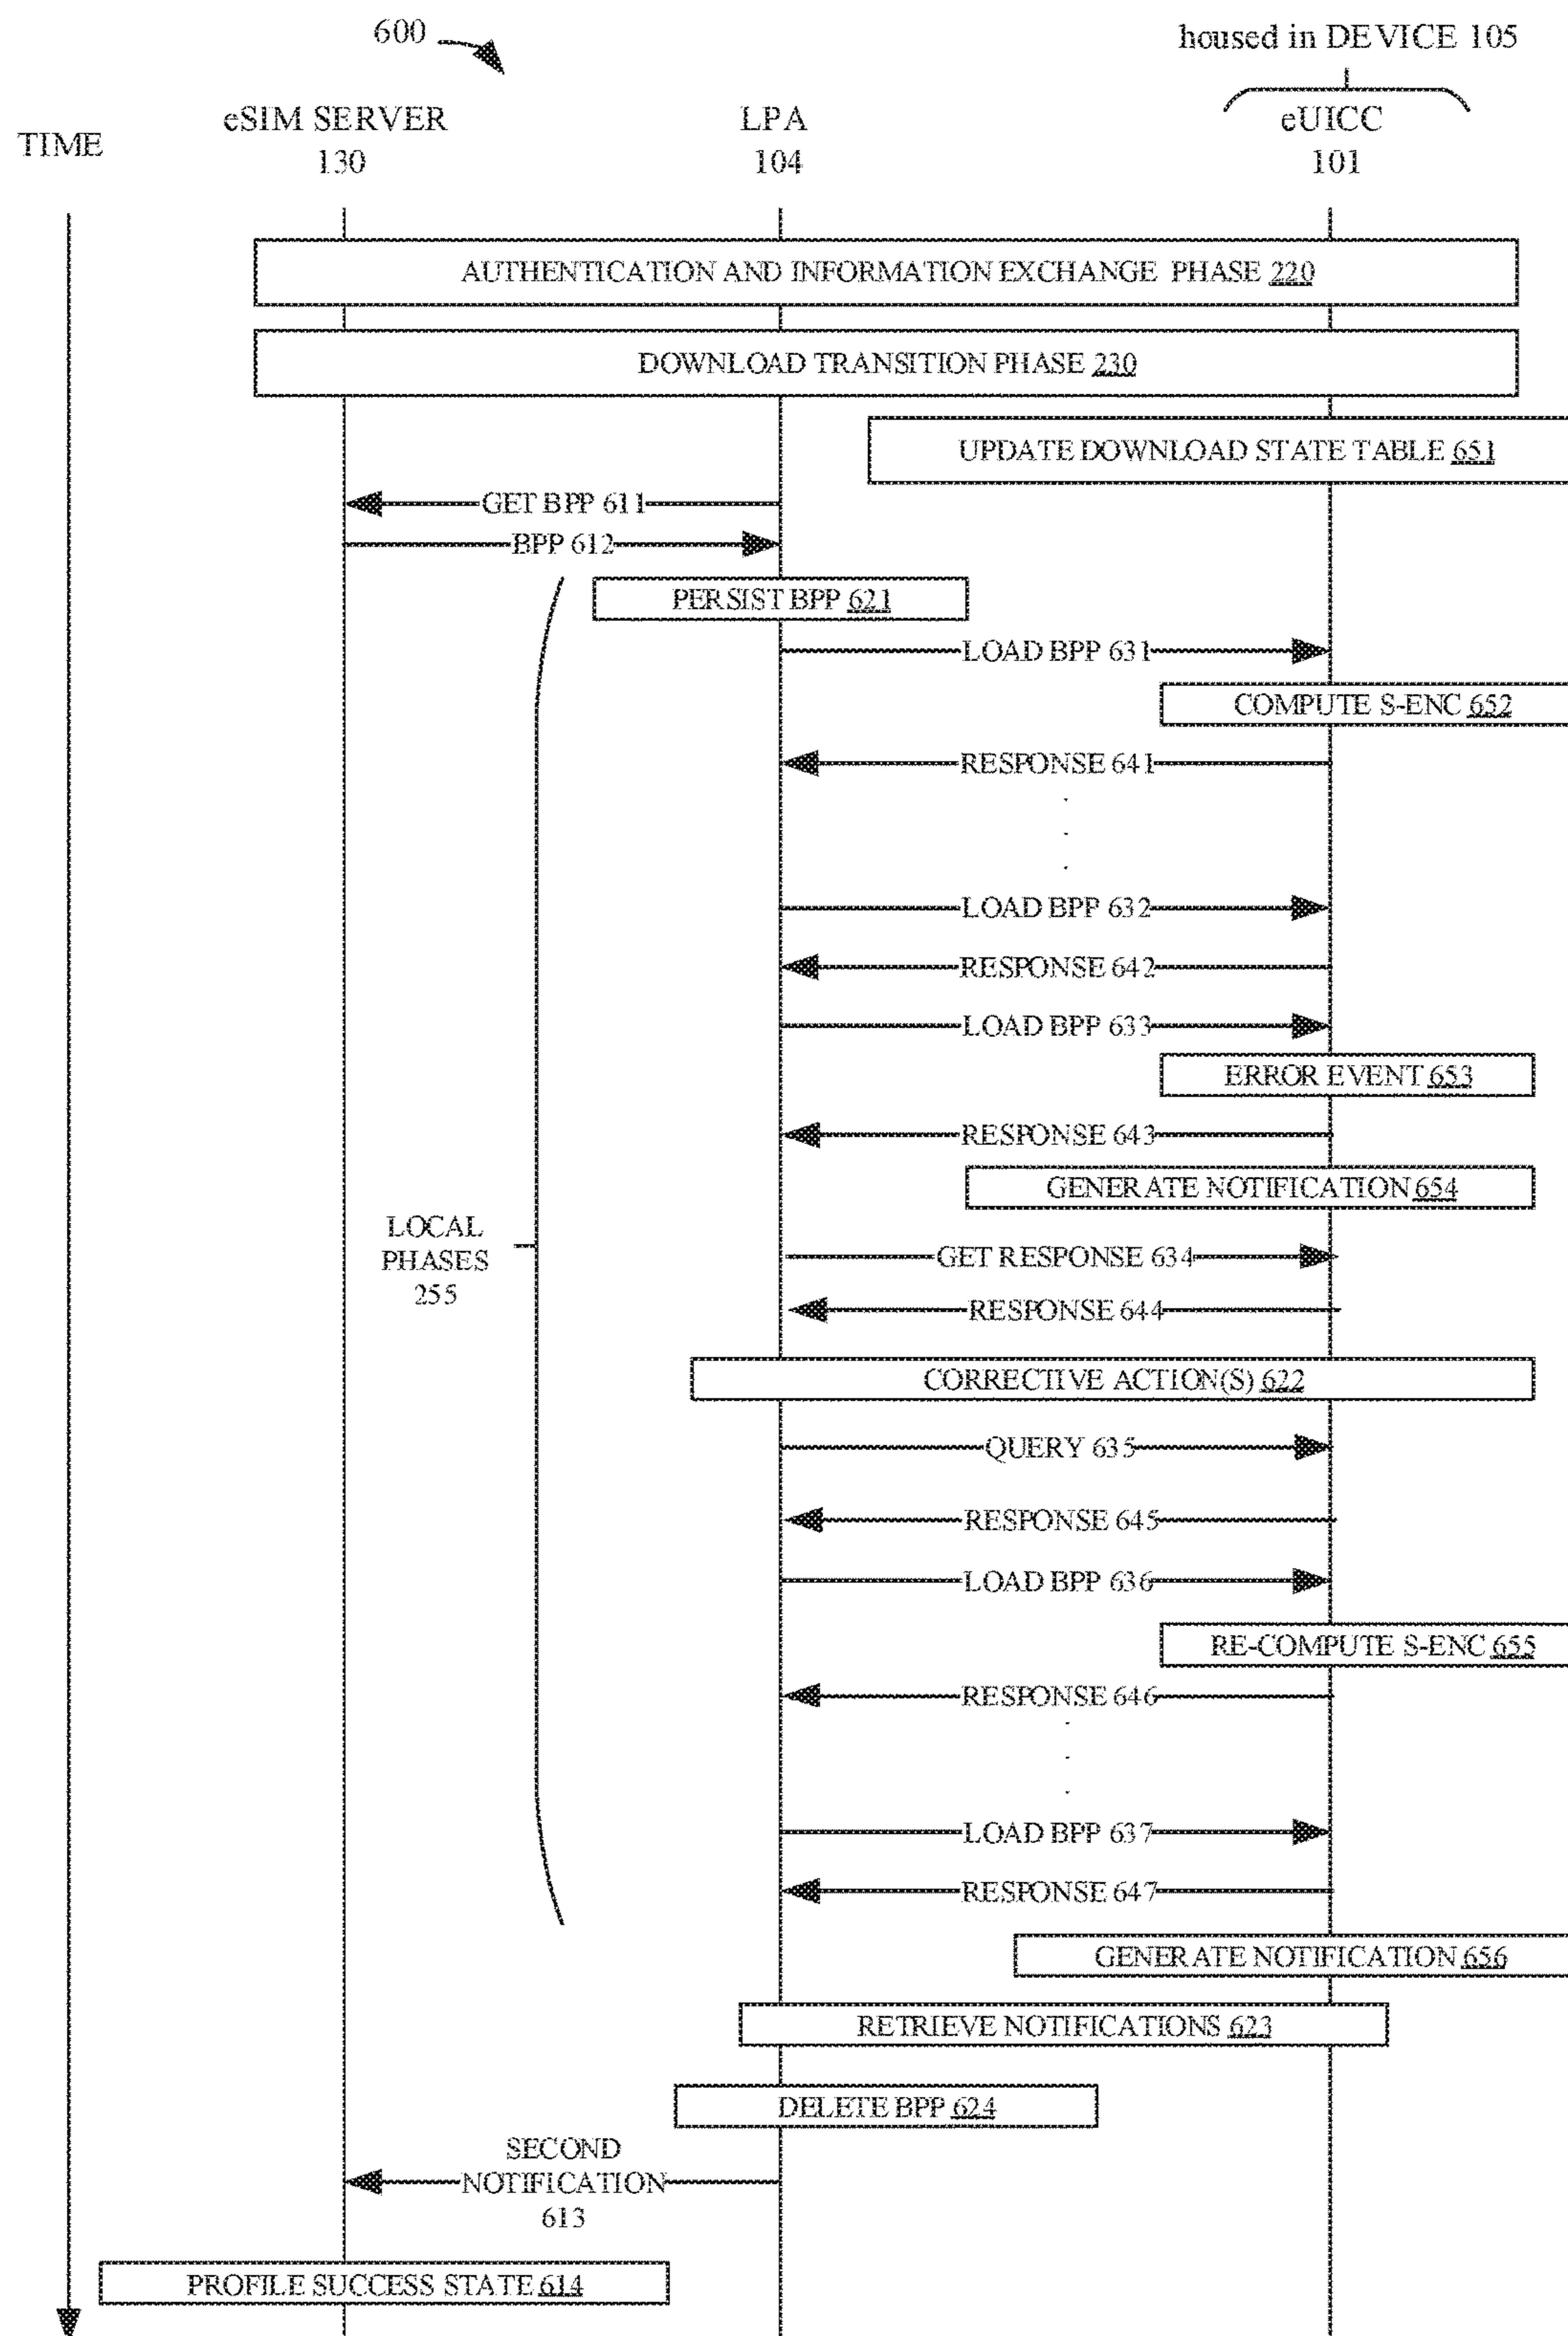 600
housed in DEVICE 105
TIME
eSIM SERVER
130
LPA
104
eUICC
101
AUTHENTICATION AND INFORMATION EXCHANGE PHASE 220
DOWNLOAD TRANSITION PHASE 230
UPDATE DOWNLOAD STATE TABLE 651
GET BPP 611
BPP 612
PERSIST BPP 621
LOAD BPP 631
COMPUTE S-ENC 652
RESPONSE 641
.
.
.
LOAD BPP 632
RESPONSE 642
LOAD BPP 633
ERROR EVENT 653
RESPONSE 643
GENERATE NOTIFICATION 654
LOCAL
PHASES
255
GET RESPONSE 634
RESPONSE 644
CORRECTIVE ACTION(S) 622
QUERY 635
RESPONSE 645
LOAD BPP 636
RE-COMPUTE S-ENC 655
RESPONSE 646
.
.
.
LOAD BPP 637
RESPONSE 647
GENERATE NOTIFICATION 656
RETRIEVE NOTIFICATIONS 623
DELETE BPP 624
SECOND
NOTIFICATION
613
PROFILE SUCCESS STATE 614